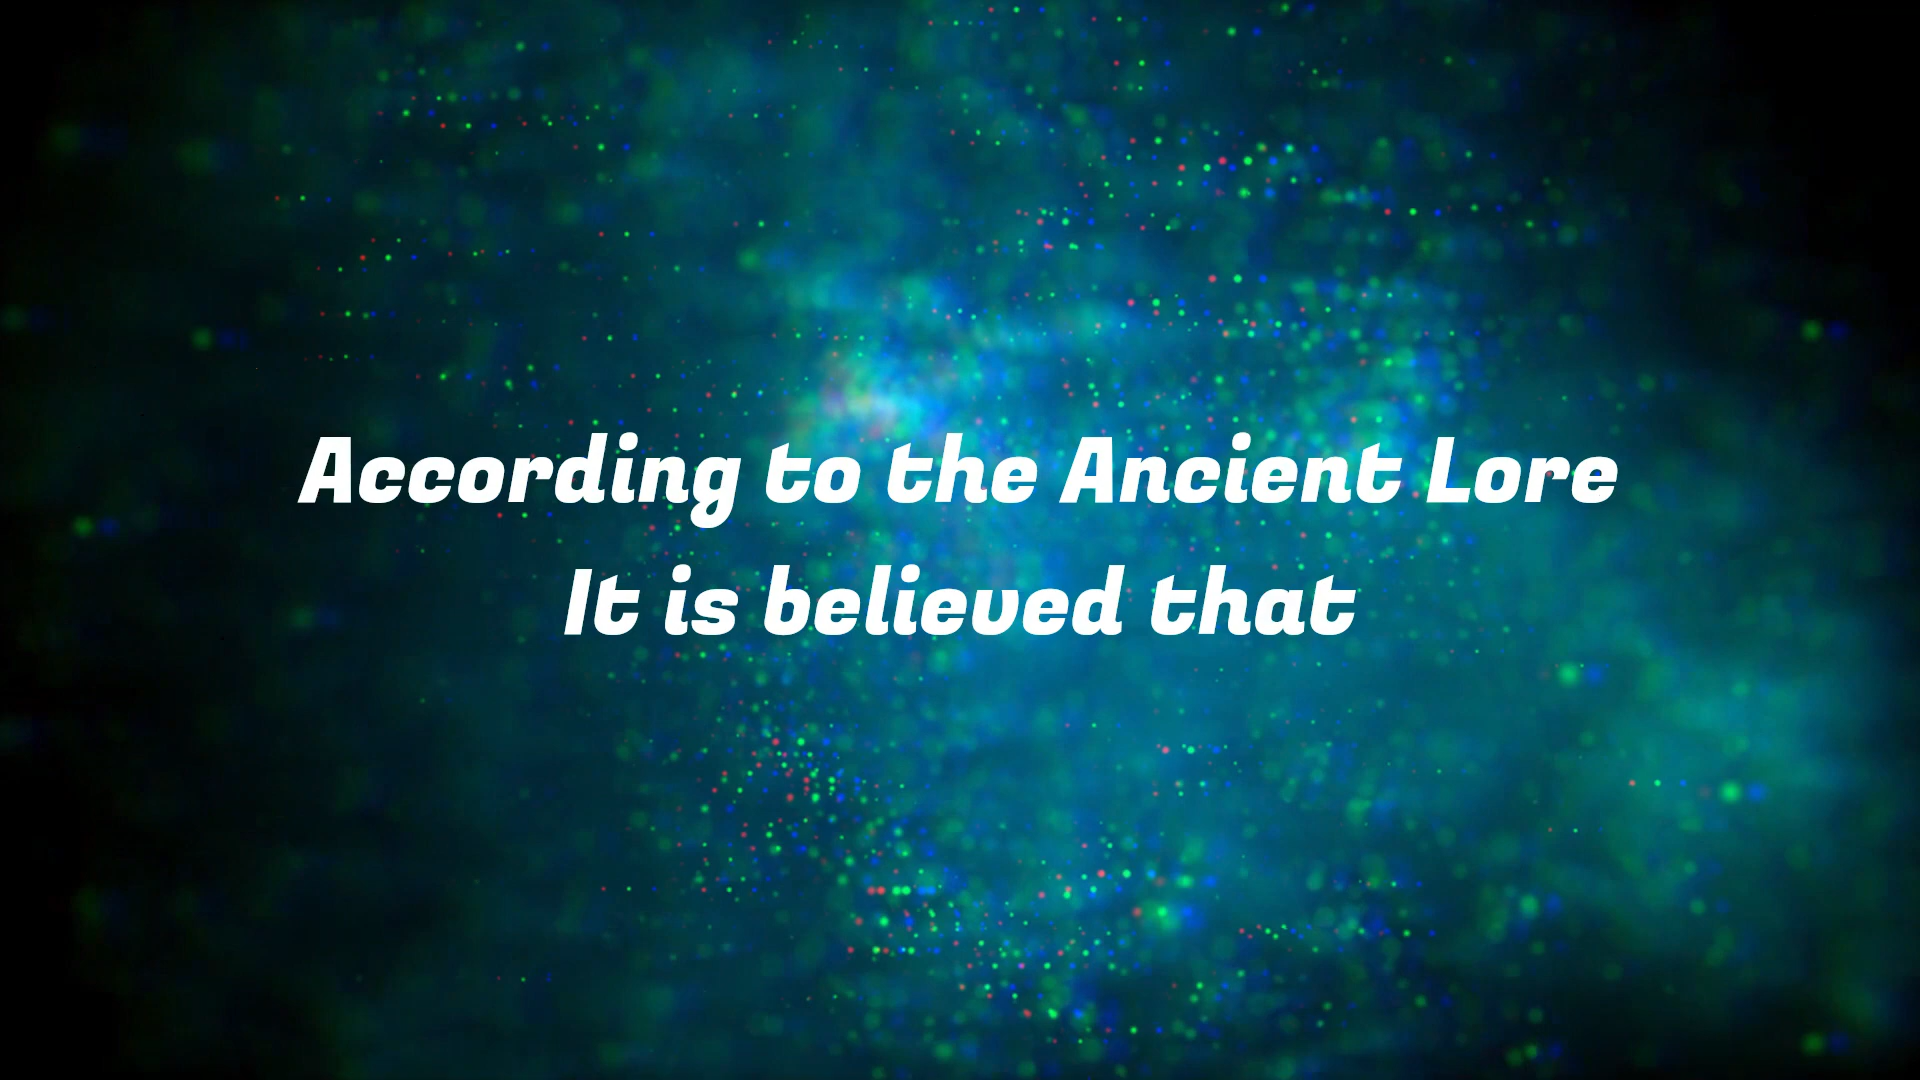 According to the Ancient Lore
It is believed that